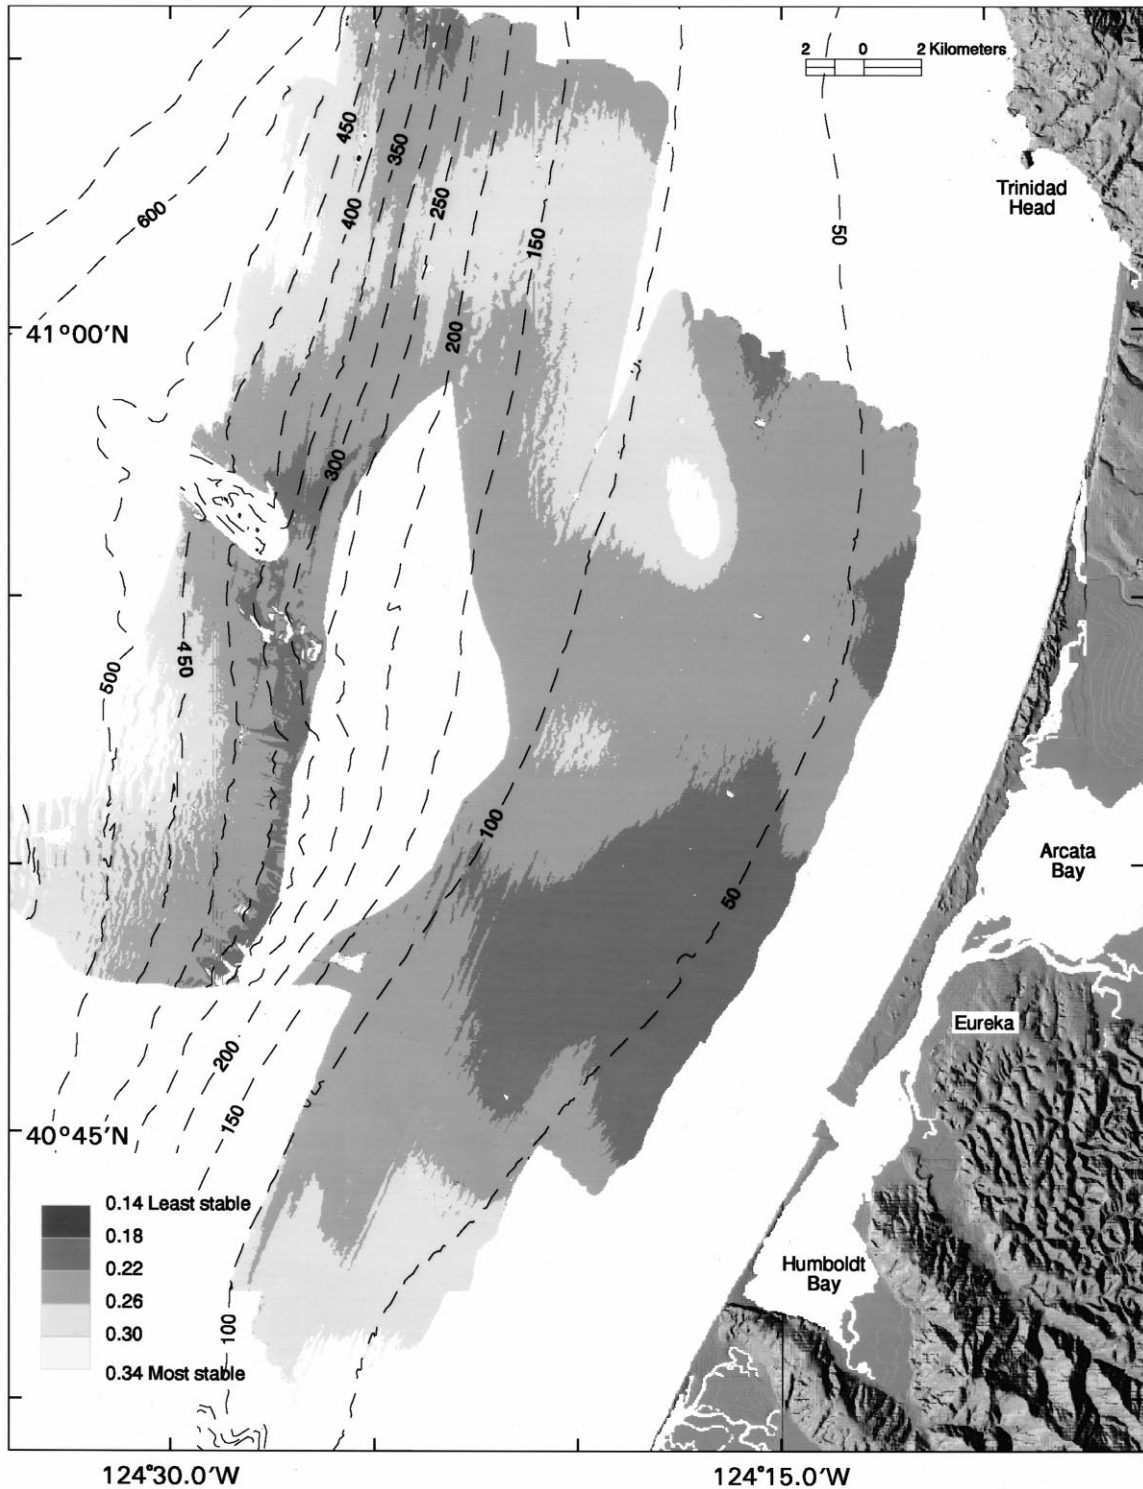 2 0 2 Kilometers
450
350
250
400
150
50
600
Trinidad
Head
41°00'N
200
300
450
500
100
Arcata
Bay
50
Eureka
200
150
40°45'N
0.14 Least stable
0.18
0.22
0.26
0.30
0.34 Most stable
Humboldt
Bay
100
124°30.0'W
124°15.0'W